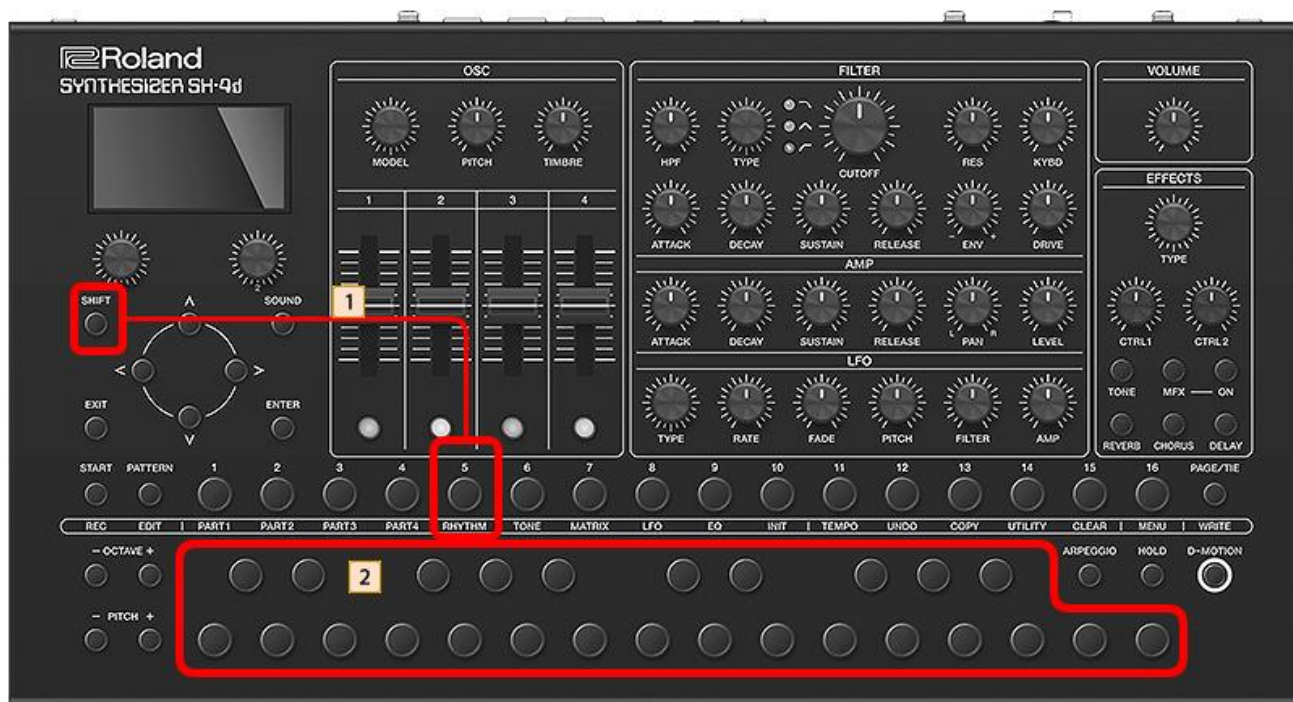 Roland
SYNTHESIZER SH-4d
OSC
FILTER
VOLUME
MODEL PITCH TIMBRE
HPF TYPE CUTOFF RES KYBD
1 2 3 4
EFFECTS
ATTACK DECAY SUSTAIN RELEASE - ENV + DRIVE
TYPE
AMP
2
SHIFT SOUND
1
ATTACK DECAY SUSTAIN RELEASE L PAN R LEVEL
CTRL1 CTRL2
LFO
TONE MFX ON
EXIT ENTER
TYPE RATE FADE PITCH FILTER AMP
REVERB CHORUS DELAY
START PATTERN 1 2 3 4 5 6 7 8 9 10 11 12 13 14 15 16 PAGE/TIE
REC EDIT | PART1 PART2 PART3 PART4 RHYTHM TONE MATRIX LFO EQ INIT | TEMPO UNDO COPY UTILITY CLEAR | MENU | WRITE
- OCTAVE +
ARPEGGIO HOLD D-MOTION
2
- PITCH +